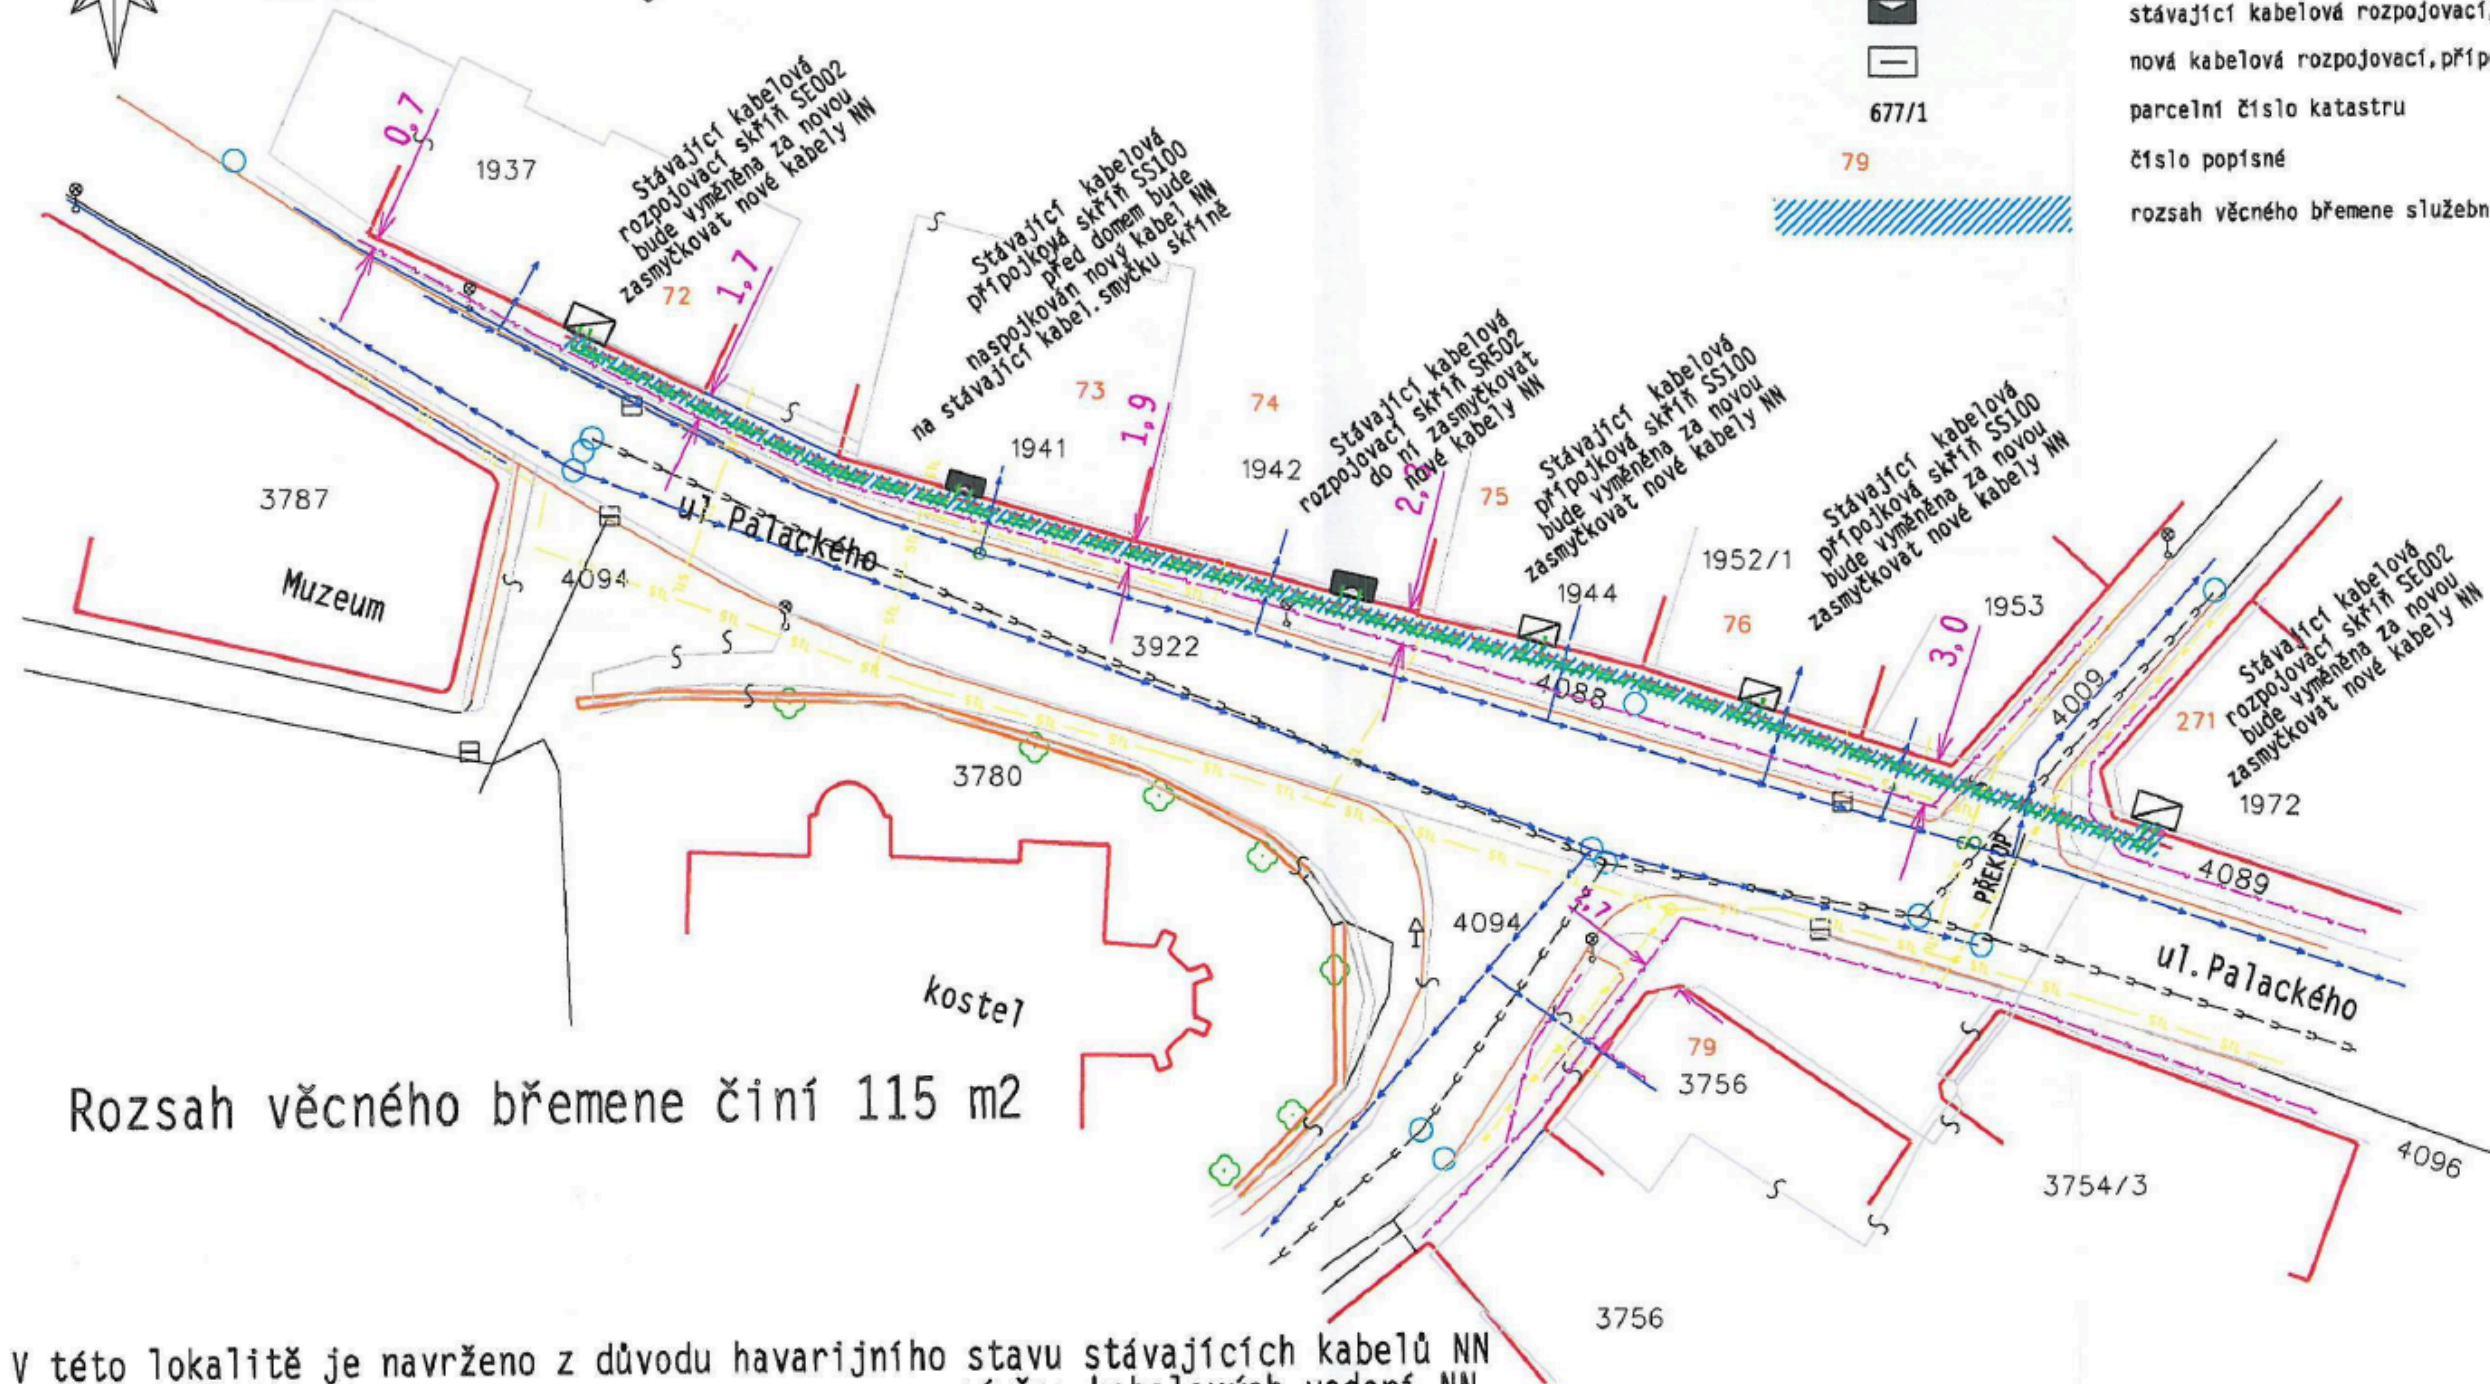 stávající kabelová rozpojovací,
nová kabelová rozpojovací,příp
677/1
parcelní číslo katastru
79
číslo popisné
rozsah věcného břemene služebn
0,7
1937
Stávající kabelová
rozpojovací skříň SE002
bude vyměněna za novou
zasmyčkovat nové kabely NN
72
1,7
Stávající kabelová
přípojková skříň SS100
před domem bude
naspojkován nový kabel NN
na stávající kabel.smyčku skříně
73
1941
1,9
74
1942
Stávající kabelová
rozpojovací skříň SR502
do ní zasmyčkovat
nové kabely NN
75
Stávající kabelová
přípojková skříň SS100
bude vyměněna za novou
zasmyčkovat nové kabely NN
1944
1952/1
76
Stávající kabelová
přípojková skříň SS100
bude vyměněna za novou
zasmyčkovat nové kabely NN
1953
3,0
4009
Stávající kabelová
rozpojovací skříň SE002
bude vyměněna za novou
zasmyčkovat nové kabely NN
271
1972
3787
Muzeum
4094
ul.Palackého
3922
4088
3780
kostel
4094
PŘEKOP
4089
ul.Palackého
79
3756
3754/3
4096
3756
Rozsah věcného břemene činí 115 m2
V této lokalitě je navrženo z důvodu havarijního stavu stávajících kabelů NN